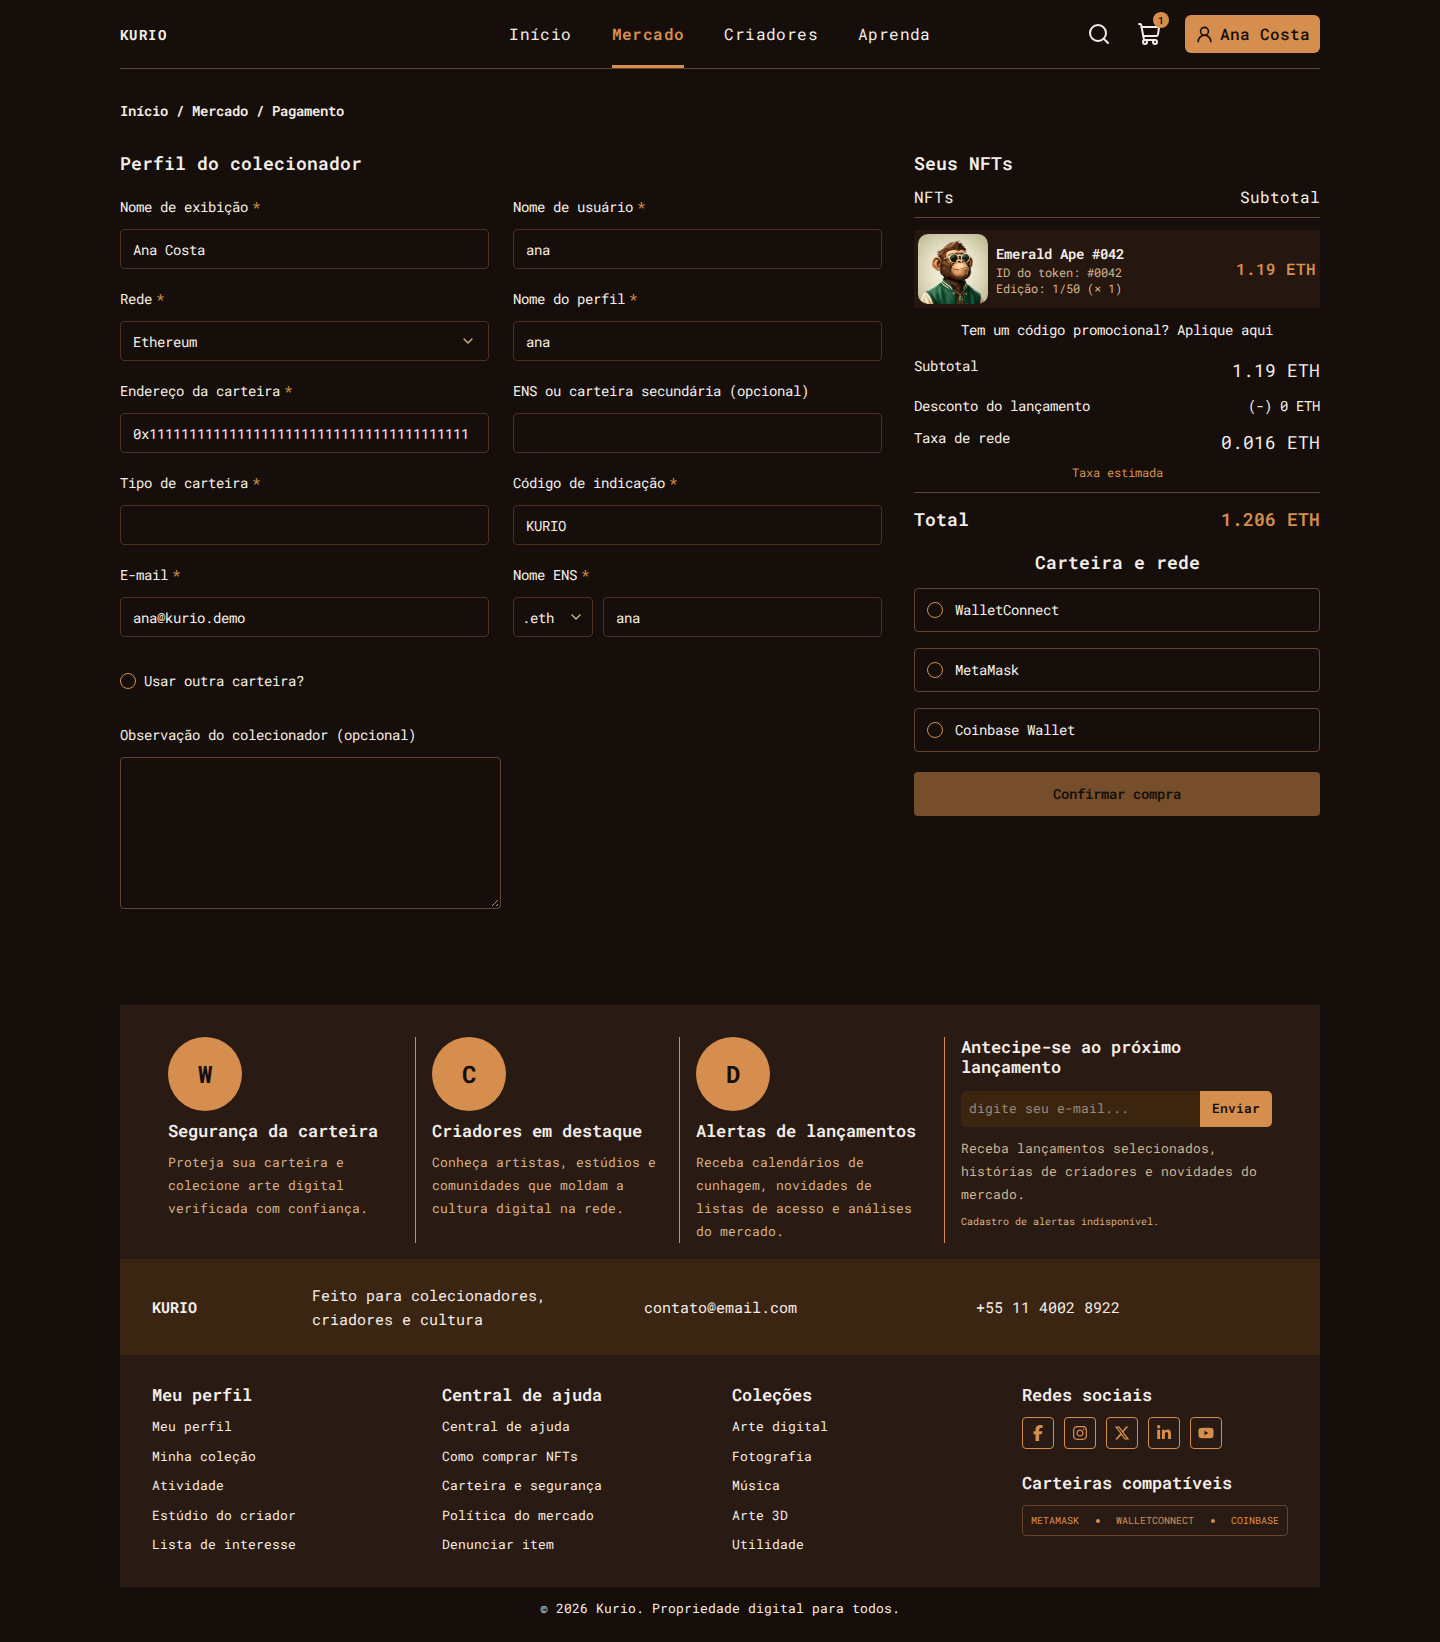 KURIO
Início
Mercado
Criadores
Aprenda
1
Ana Costa
Início / Mercado / Pagamento
Perfil do colecionador
Nome de exibição *
Nome de usuário *
Ana Costa
ana
Rede *
Nome do perfil *
Ethereum
ana
Endereço da carteira *
ENS ou carteira secundária (opcional)
0x1111111111111111111111111111111111111111
Tipo de carteira *
Código de indicação *
KURIO
E-mail *
Nome ENS *
ana@kurio.demo
.eth
ana
Usar outra carteira?
Observação do colecionador (opcional)
Seus NFTs
NFTs
Subtotal
Emerald Ape #042
ID do token: #0042
Edição: 1/50 (× 1)
1.19 ETH
Tem um código promocional? Aplique aqui
Subtotal
1.19 ETH
Desconto do lançamento
(-) 0 ETH
Taxa de rede
0.016 ETH
Taxa estimada
Total
1.206 ETH
Carteira e rede
WalletConnect
MetaMask
Coinbase Wallet
Confirmar compra
W
Segurança da carteira
Proteja sua carteira e
colecione arte digital
verificada com confiança.
C
Criadores em destaque
Conheça artistas, estúdios e
comunidades que moldam a
cultura digital na rede.
D
Alertas de lançamentos
Receba calendários de
cunhagem, novidades de
listas de acesso e análises
do mercado.
Antecipe-se ao próximo
lançamento
digite seu e-mail...
Enviar
Receba lançamentos selecionados,
histórias de criadores e novidades do
mercado.
Cadastro de alertas indisponível.
KURIO
Feito para colecionadores,
criadores e cultura
contato@email.com
+55 11 4002 8922
Meu perfil
Meu perfil
Minha coleção
Atividade
Estúdio do criador
Lista de interesse
Central de ajuda
Central de ajuda
Como comprar NFTs
Carteira e segurança
Política do mercado
Denunciar item
Coleções
Arte digital
Fotografia
Música
Arte 3D
Utilidade
Redes sociais
Carteiras compatíveis
METAMASK • WALLETCONNECT • COINBASE
© 2026 Kurio. Propriedade digital para todos.